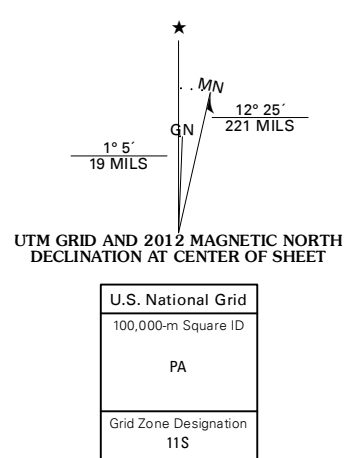 ★
MN
GN
12° 25´
221 MILS
1° 5´
19 MILS
UTM GRID AND 2012 MAGNETIC NORTH
DECLINATION AT CENTER OF SHEET
U.S. National Grid
100,000-m Square ID
PA
Grid Zone Designation
11S